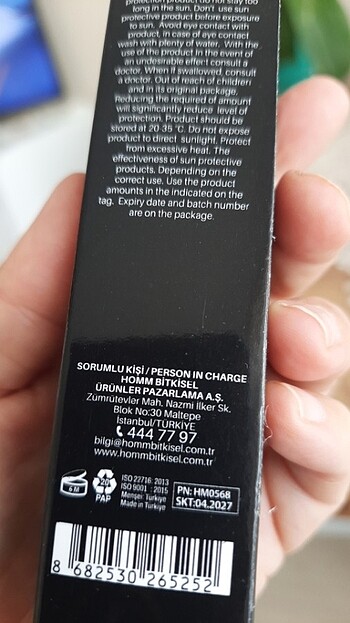 protection product do not stay too
long in the sun. Don't use sun
protective product before exposure
to sun. Avoid eye contact with
product, in case of eye contact
wash with plenty of water. With the
use of the product in the event of
an undesirable effect consult a
doctor. When if swallowed, consult
a doctor. Out of reach of children
and in its original package.
Reducing the required of amount
will significantly reduce level of
protection. Product should be
stored at 20-35 °C. Do not expose
product to direct sunlight. Protect
from excessive heat. The
effectiveness of sun protective
products. Depending on the
correct use. Use the product
amounts in the indicated on the
tag. Expiry date and batch number
are on the package.
SORUMLU KİŞİ / PERSON IN CHARGE
HOMM BİTKİSEL
ÜRÜNLER PAZARLAMA A.Ş.
Zümrütevler Mah. Nazmi İlker Sk.
Blok No:30 Maltepe
İstanbul/TÜRKİYE
444 77 97
bilgi@hommbitkisel.com.tr
www.hommbitkisel.com.tr
6 M
20
PAP
ISO 22716: 2013
ISO 9001 : 2015
Menşei: Türkiye
Made in Turkey
PN: HM0568
SKT:04.2027
8 682530 265252